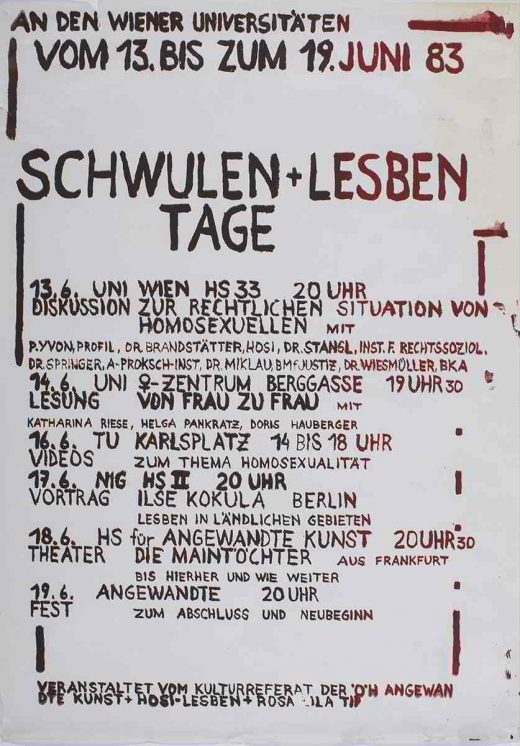 AN DEN WIENER UNIVERSITÄTEN
VOM 13. BIS ZUM 19. JUNI 83
SCHWULEN + LESBEN
TAGE
13.6. UNI WIEN HS 33 20 UHR
DISKUSSION ZUR RECHTLICHEN SITUATION VON
HOMOSEXUELLEN MIT
P.YVON, PROFIL, DR. BRANDSTÄTTER, HOSI, DR. STANGL, INST. F. RECHTSSOZIOL.
DR. SPRINGER, A-PROKSCH-INST, DR. MIKLAU, BMFJUSTIZ, DR. WIESMÜLLER, BKA
14.6. UNI ♀-ZENTRUM BERGGASSE 19 UHR 30
LESUNG VON FRAU ZU FRAU MIT
KATHARINA RIESE, HELGA PANKRATZ, DORIS HAUBERGER
16.6. TU KARLSPLATZ 14 BIS 18 UHR
VIDEOS ZUM THEMA HOMOSEXUALITÄT
17.6. NIG HS II 20 UHR
VORTRAG ILSE KOKULA BERLIN
LESBEN IN LÄNDLICHEN GEBIETEN
18.6. HS für ANGEWANDTE KUNST 20 UHR 30
THEATER DIE MAINTÖCHTER AUS FRANKFURT
BIS HIERHER UND WIE WEITER
19.6. ANGEWANDTE 20 UHR
FEST ZUM ABSCHLUSS UND NEUBEGINN
VERANSTALTET VOM KULTURREFERAT DER ÖH ANGEWAN
DTE KUNST + HOSI-LESBEN + ROSA LILA TIP